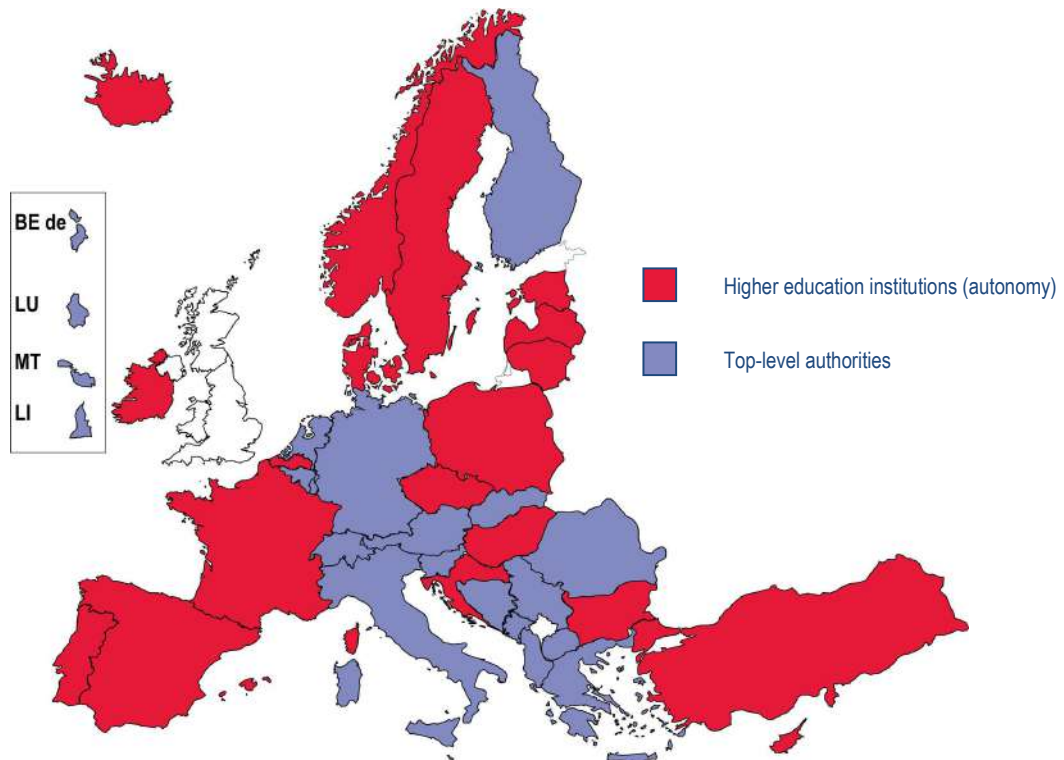 BE de
LU
MT
LI
Higher education institutions (autonomy)
Top-level authorities